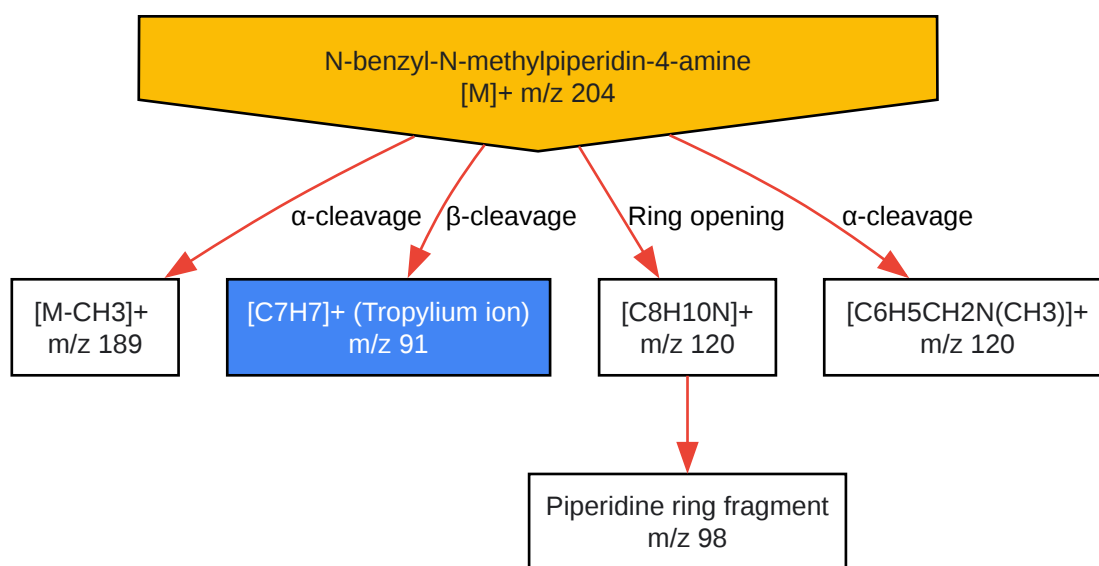 N-benzyl-N-methylpiperidin-4-amine
[M]+ m/z 204
α-cleavage
β-cleavage
Ring opening
α-cleavage
[M-CH3]+
m/z 189
[C7H7]+ (Tropylium ion)
m/z 91
[C8H10N]+
m/z 120
[C6H5CH2N(CH3)]+
m/z 120
Piperidine ring fragment
m/z 98